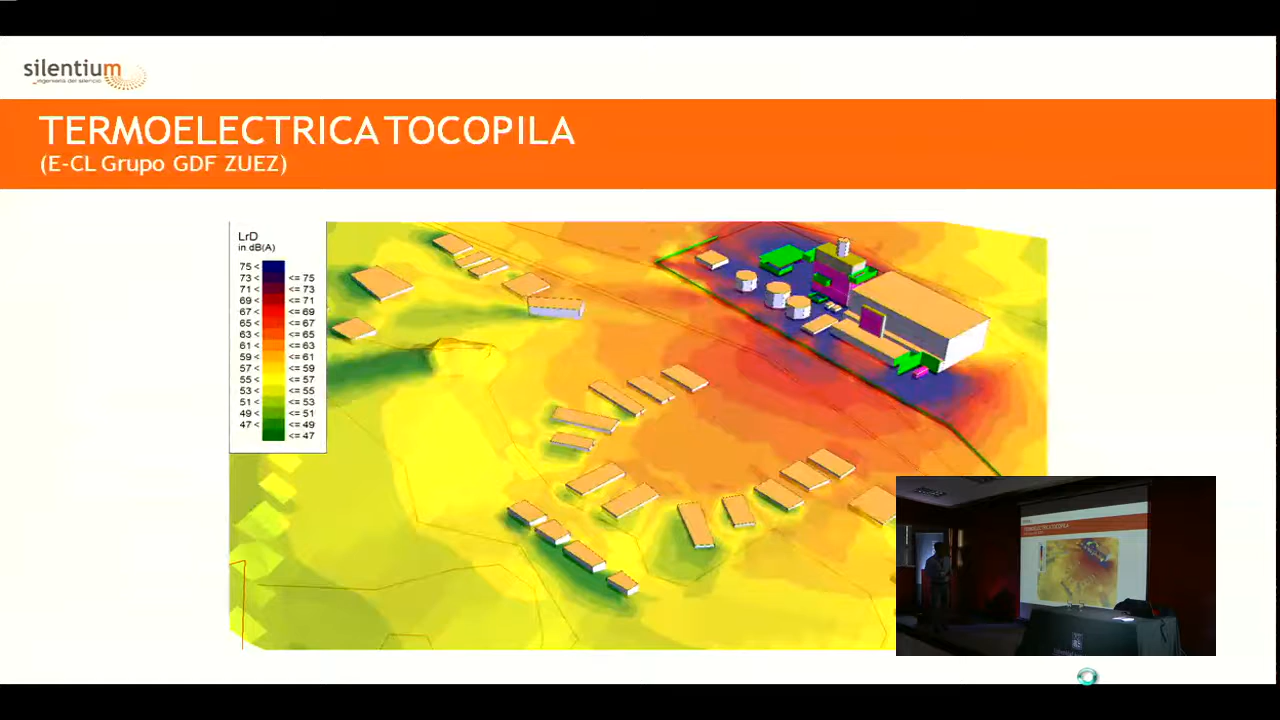 silentium
ingeniería del silencio
TERMOELECTRICA TOCOPILA
(E-CL Grupo GDF ZUEZ)
LrD
in dB(A)
75 <
73 < <= 75
71 < <= 73
69 < <= 71
67 < <= 69
65 < <= 67
63 < <= 65
61 < <= 63
59 < <= 61
57 < <= 59
55 < <= 57
53 < <= 55
51 < <= 53
49 < <= 51
47 < <= 49
<= 47
TERMOELECTRICA TOCOPILA